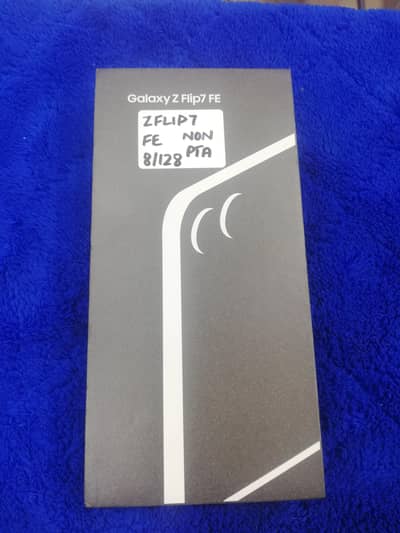 Galaxy Z Flip7 FE
ZFLIP7
FE NON
8/128 PTA